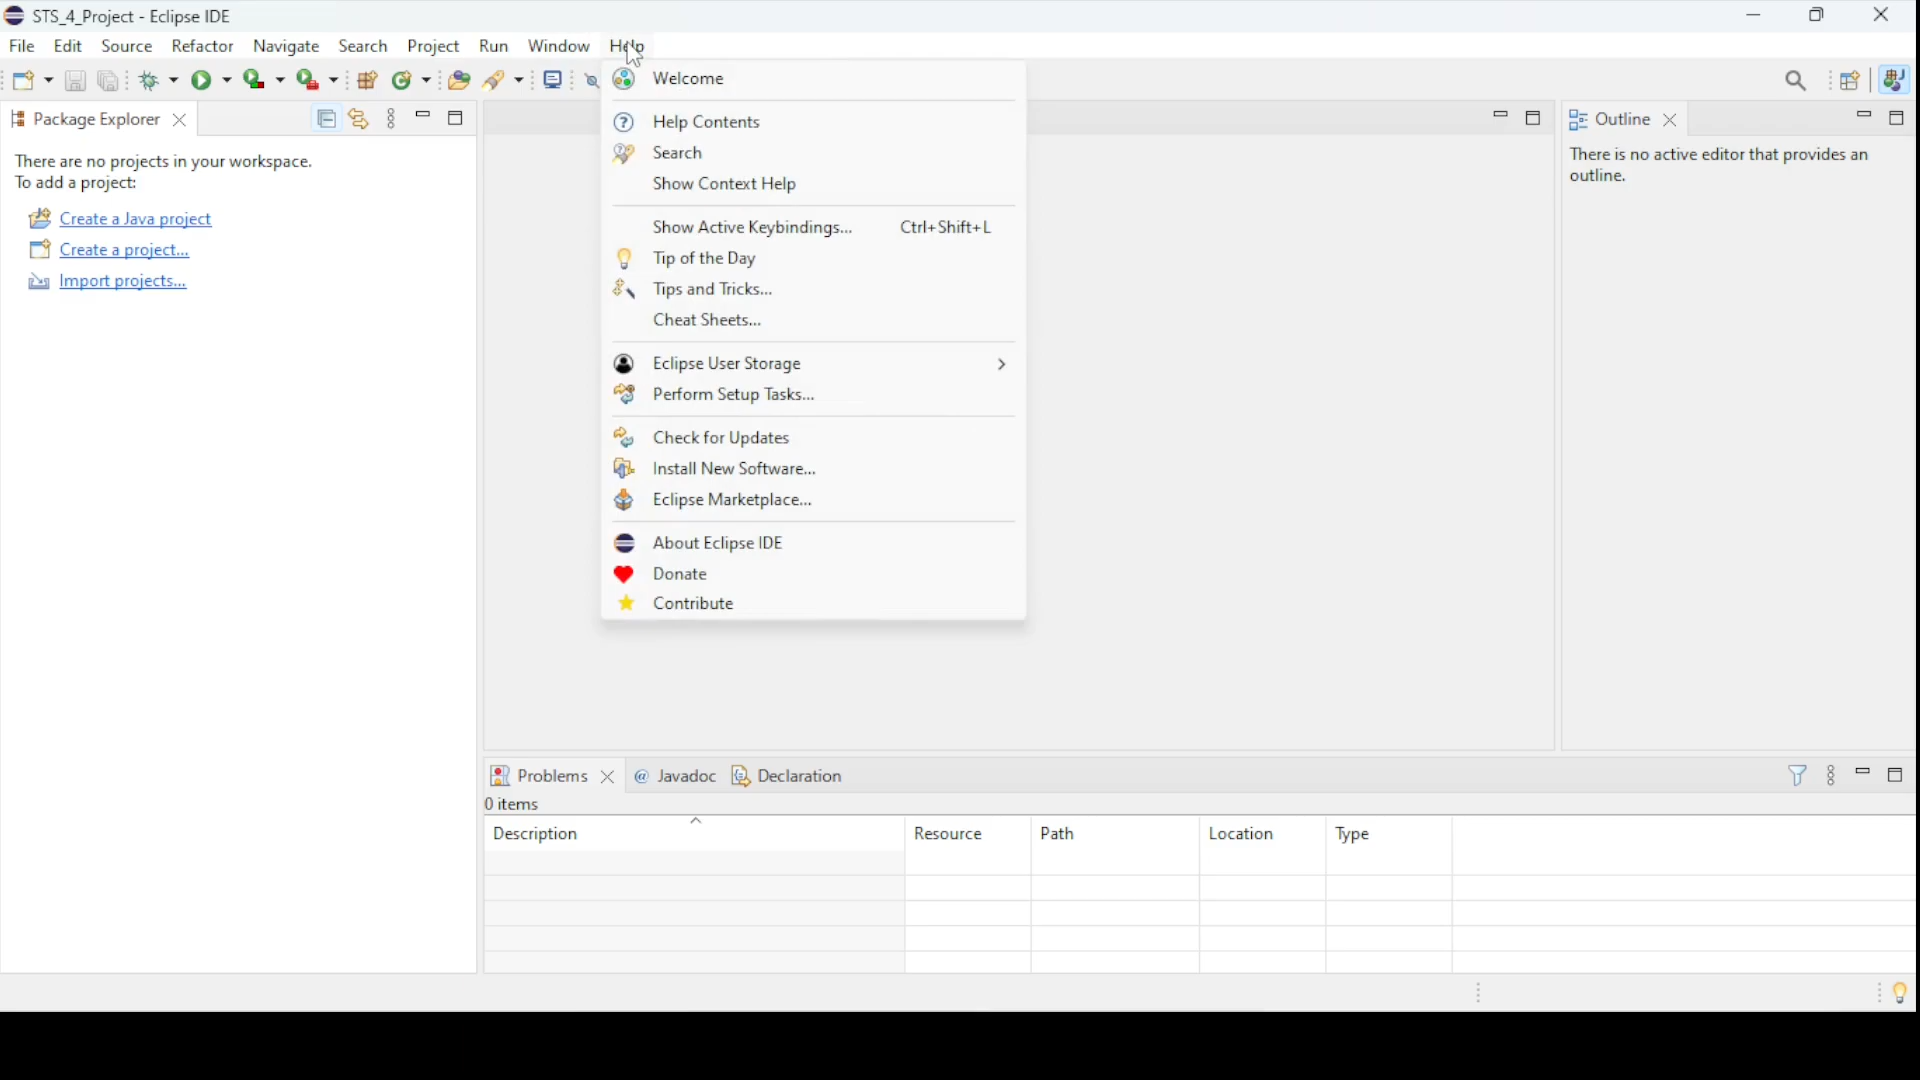 STS_4_Project - Eclipse IDE
File Edit Source Refactor Navigate Search Project Run Window Help
Package Explorer
There are no projects in your workspace.
To add a project:
Create a Java project
Create a project...
Import projects...
Welcome
Help Contents
Search
Show Context Help
Show Active Keybindings... Ctrl+Shift+L
Tip of the Day
Tips and Tricks...
Cheat Sheets...
Eclipse User Storage
Perform Setup Tasks...
Check for Updates
Install New Software...
Eclipse Marketplace...
About Eclipse IDE
Donate
Contribute
Outline
There is no active editor that provides an
outline.
Problems @ Javadoc Declaration
0 items
Description Resource Path Location Type